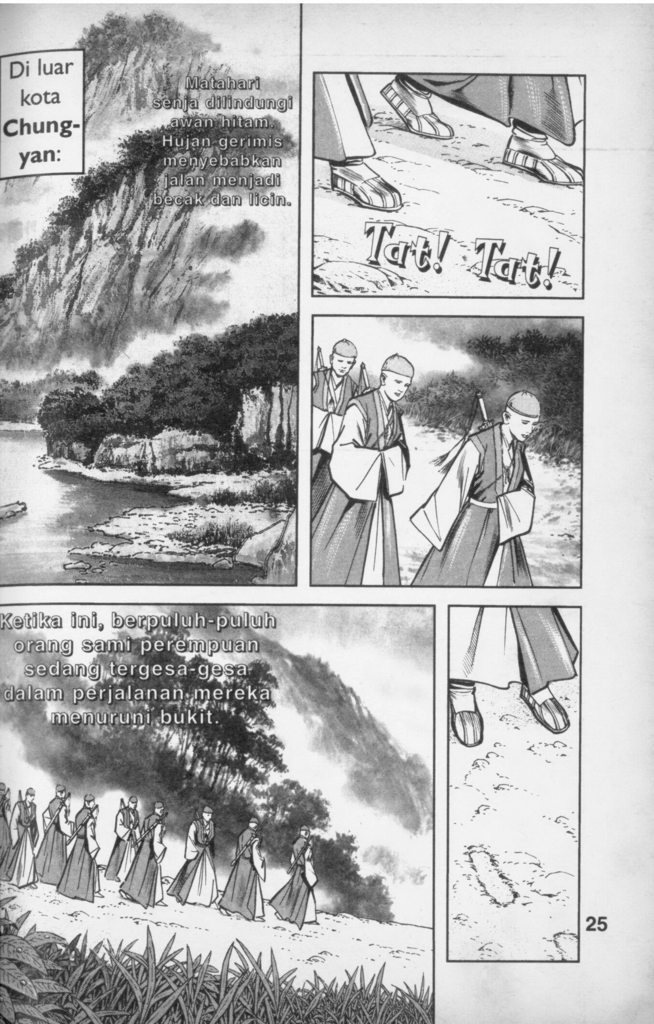 Di luar
kota
Chung-
yan:
Matahari
senja dilindungi
awan hitam.
Hujan gerimis
menyebabkan
jalan menjadi
becak dan licin.
Tat! Tat!
Ketika ini, berpuluh-puluh
orang sami perempuan
sedang tergesa-gesa
dalam perjalanan mereka
menuruni bukit.
25